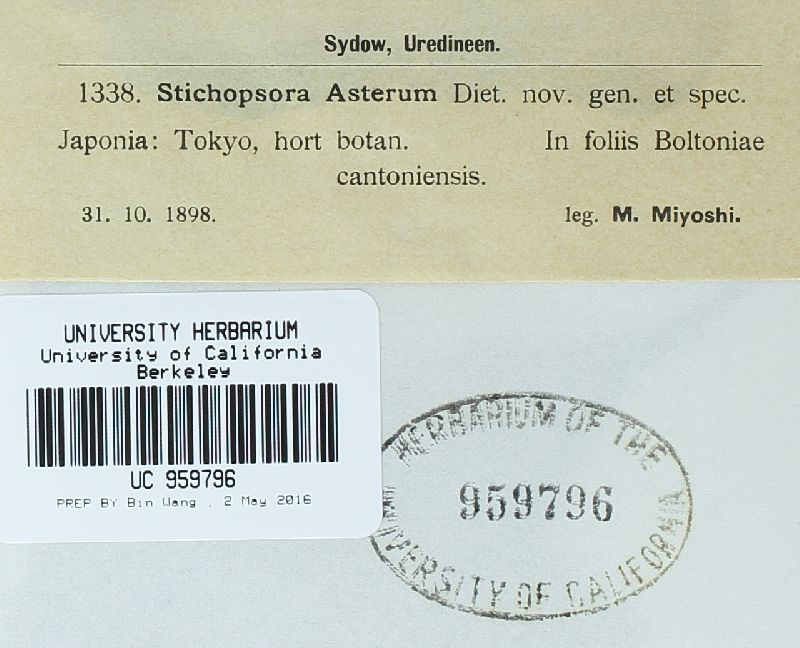 Sydow, Uredineen.
1338. Stichopsora Asterum Diet. nov. gen. et spec.
Japonia: Tokyo, hort botan. In foliis Boltoniae
cantoniensis.
31. 10. 1898. leg. M. Miyoshi.
UNIVERSITY HERBARIUM
University of California
Berkeley
UC 959796
PREP BY Bin Wang , 2 May 2016
HERBARIUM OF THE
959796
UNIVERSITY OF CALIFORNIA